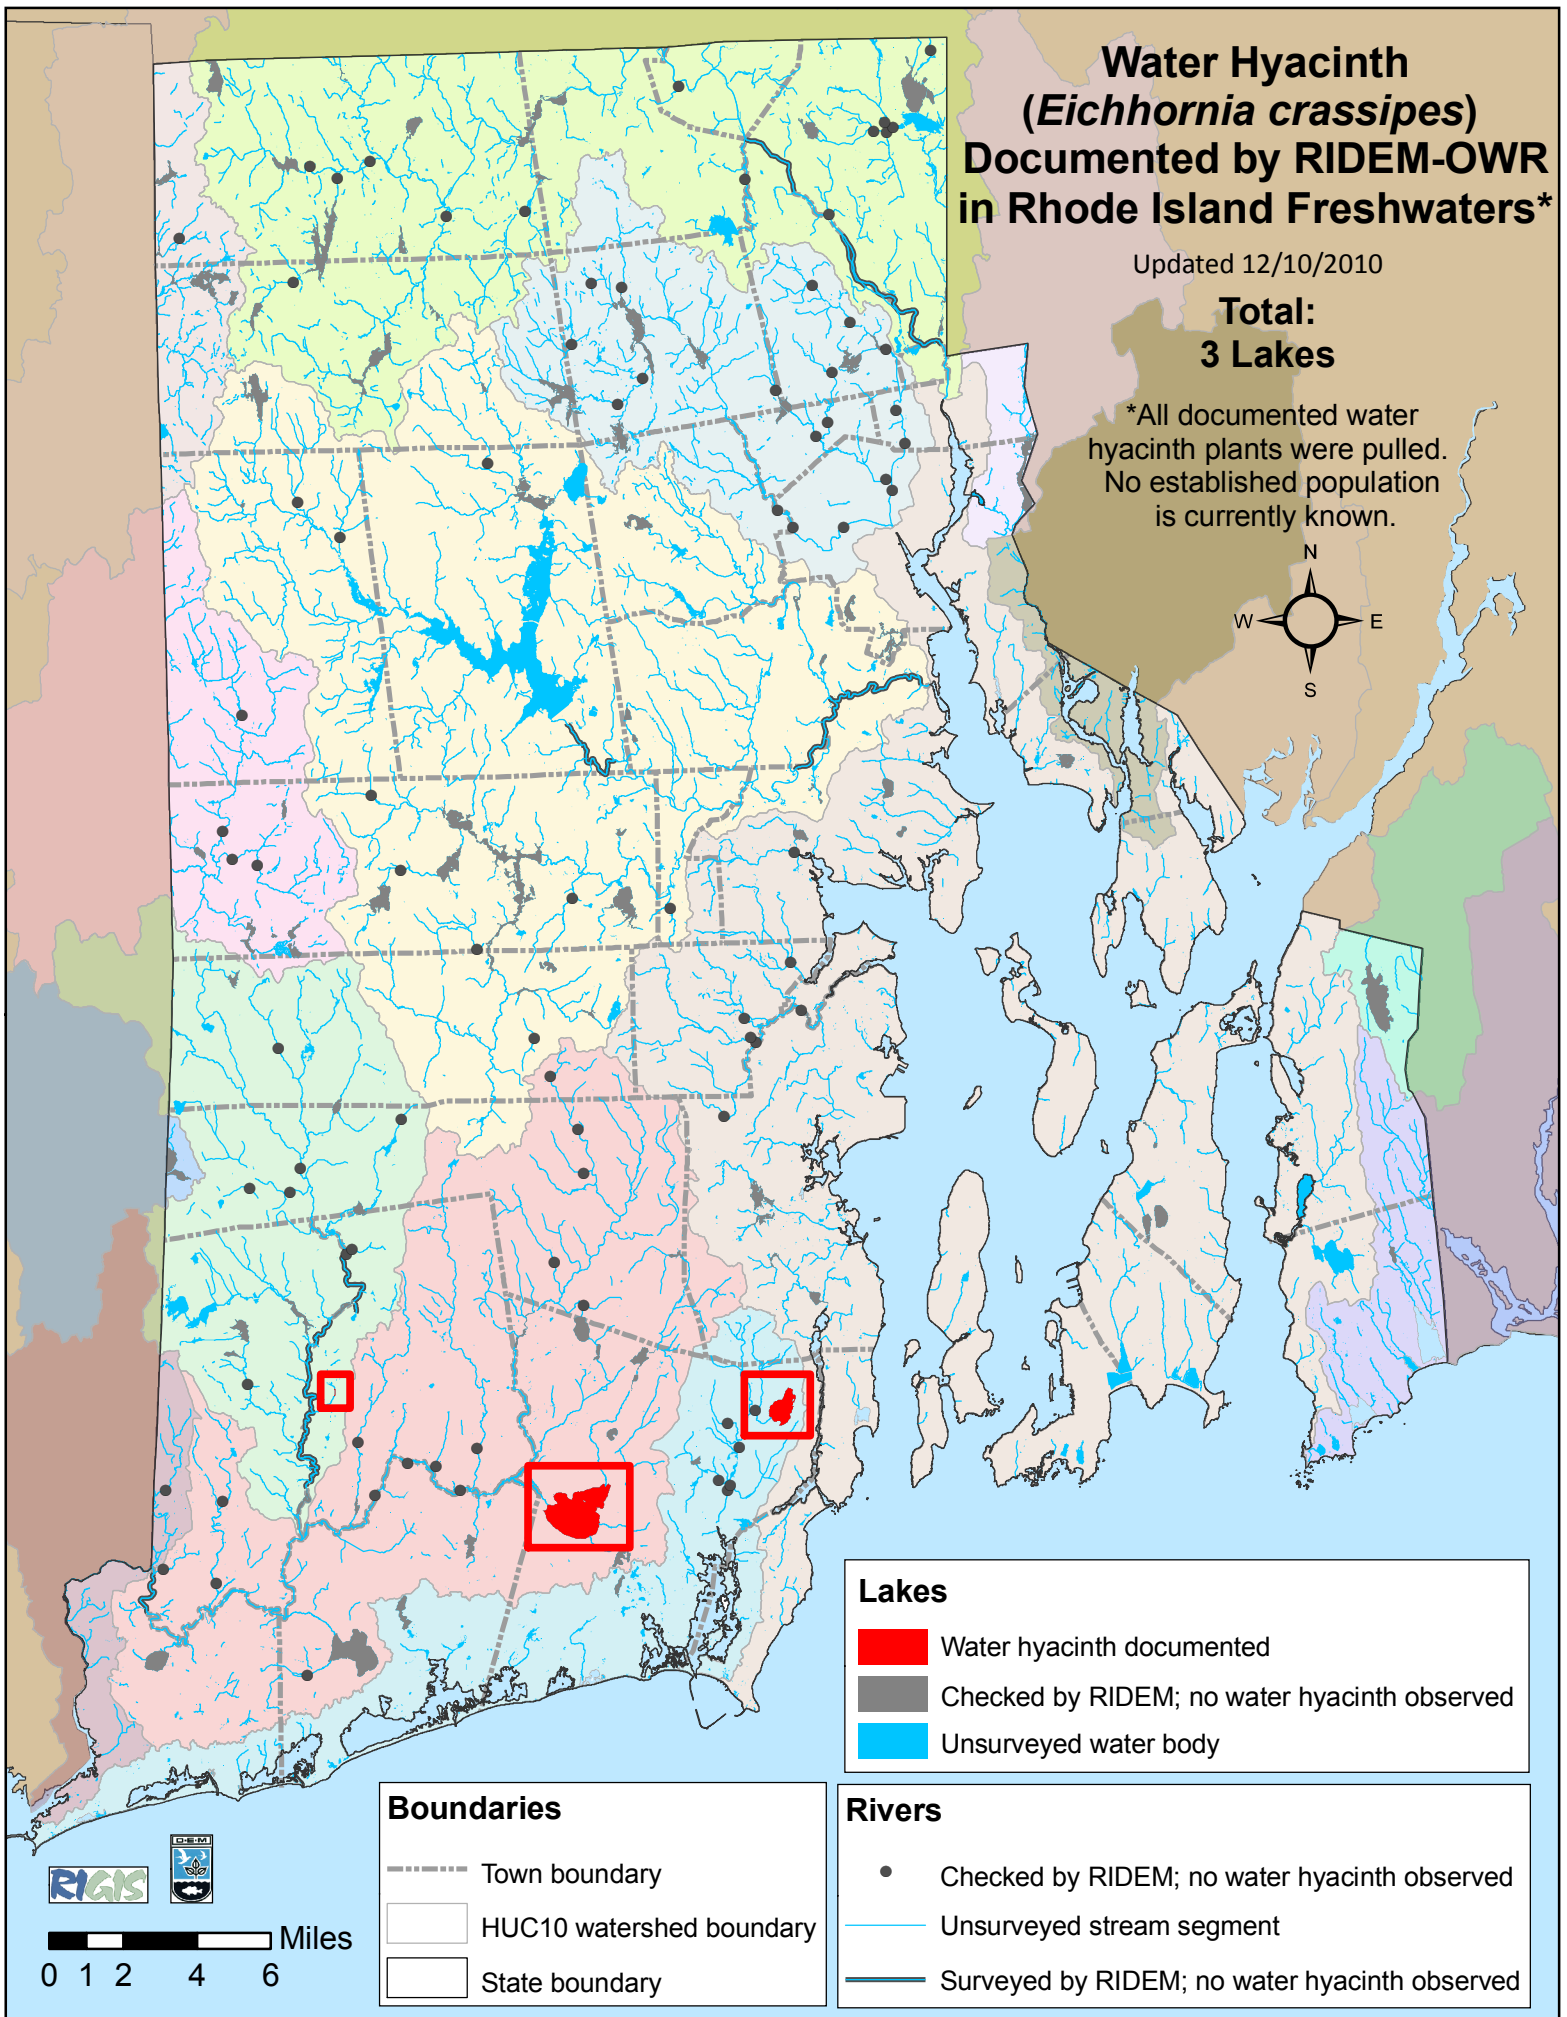 Water Hyacinth
(Eichhornia crassipes)
Documented by RIDEM-OWR
in Rhode Island Freshwaters*
Updated 12/10/2010
Total:
3 Lakes
*All documented water
hyacinth plants were pulled.
No established population
is currently known.
N
W E
S
Lakes
Water hyacinth documented
Checked by RIDEM; no water hyacinth observed
Unsurveyed water body
Boundaries
Town boundary
HUC10 watershed boundary
State boundary
Rivers
Checked by RIDEM; no water hyacinth observed
Unsurveyed stream segment
Surveyed by RIDEM; no water hyacinth observed
RIGIS
D-E-M
Miles
0 1 2 4 6